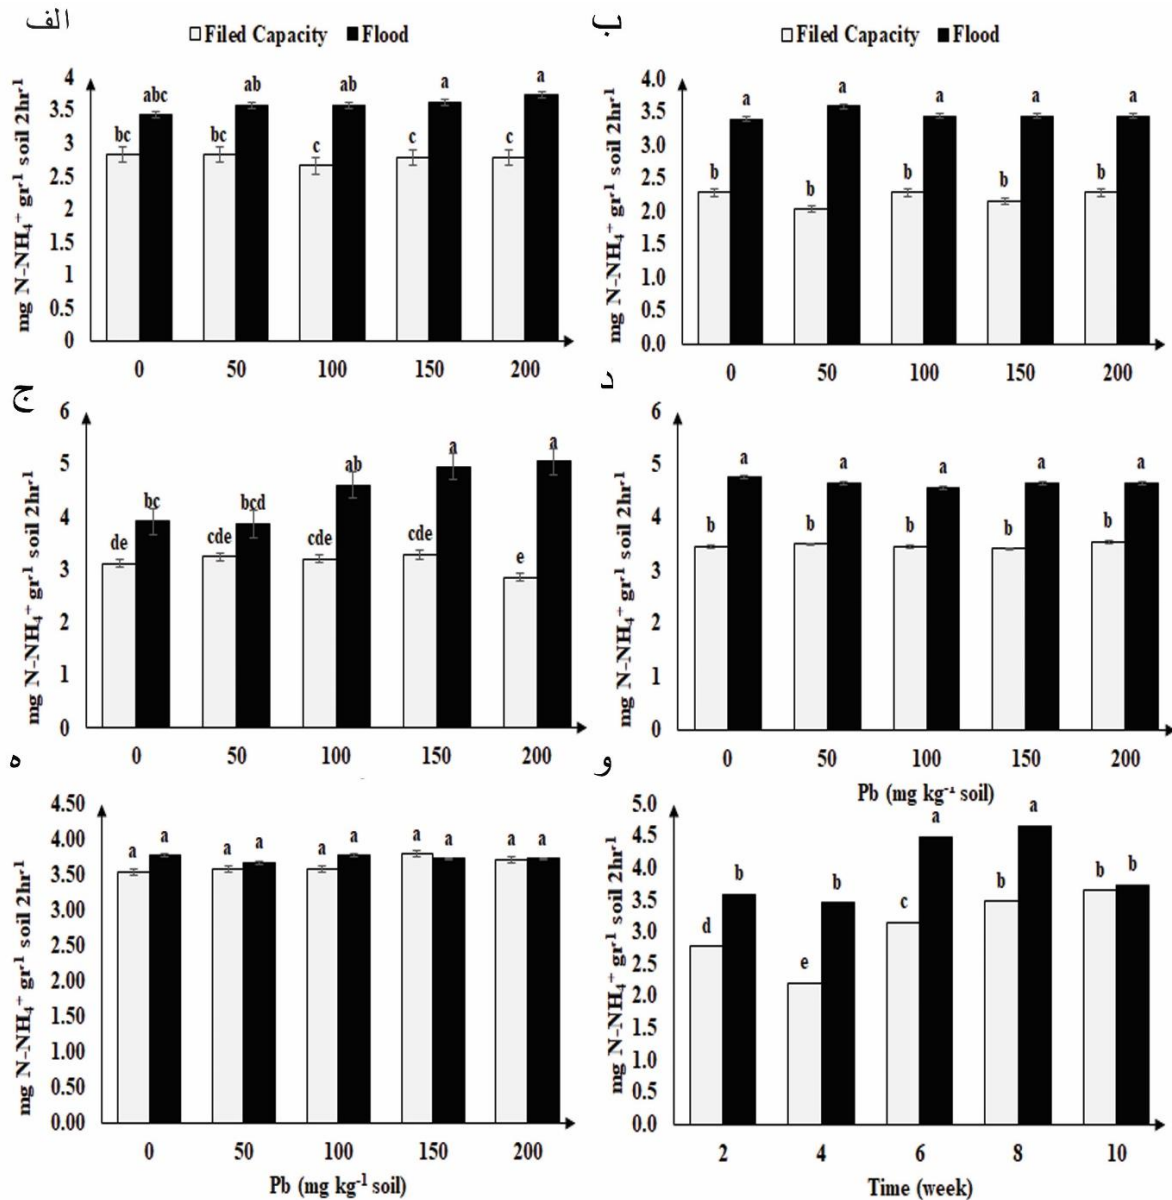 الف
□ Filed Capacity ■ Flood
mg N-NH₄⁺ gr⁻¹ soil 2hr⁻¹
4
3.5
3
2.5
2
1.5
1
0.5
0
bc abc bc ab c ab c a c a
0 50 100 150 200
ب
□ Filed Capacity ■ Flood
mg N-NH₄⁺ gr⁻¹ soil 2hr⁻¹
4.0
3.5
3.0
2.5
2.0
1.5
1.0
0.5
0.0
b a b a b a b a b a
0 50 100 150 200
ج
mg N-NH₄⁺ gr⁻¹ soil 2hr⁻¹
6
5
4
3
2
1
0
de bc cde bcd cde ab cde a e a
0 50 100 150 200
د
mg N-NH₄⁺ gr⁻¹ soil 2hr⁻¹
6
5
4
3
2
1
0
b a b a b a b a b a
0 50 100 150 200
Pb (mg kg⁻¹ soil)
ه
mg N-NH₄⁺ gr⁻¹ soil 2hr⁻¹
4.50
4.00
3.50
3.00
2.50
2.00
1.50
1.00
0.50
0.00
a a a a a a a a a a
0 50 100 150 200
Pb (mg kg⁻¹ soil)
و
mg N-NH₄⁺ gr⁻¹ soil 2hr⁻¹
5.0
4.5
4.0
3.5
3.0
2.5
2.0
1.5
1.0
0.5
0.0
d b e b c a b a b b
2 4 6 8 10
Time (week)